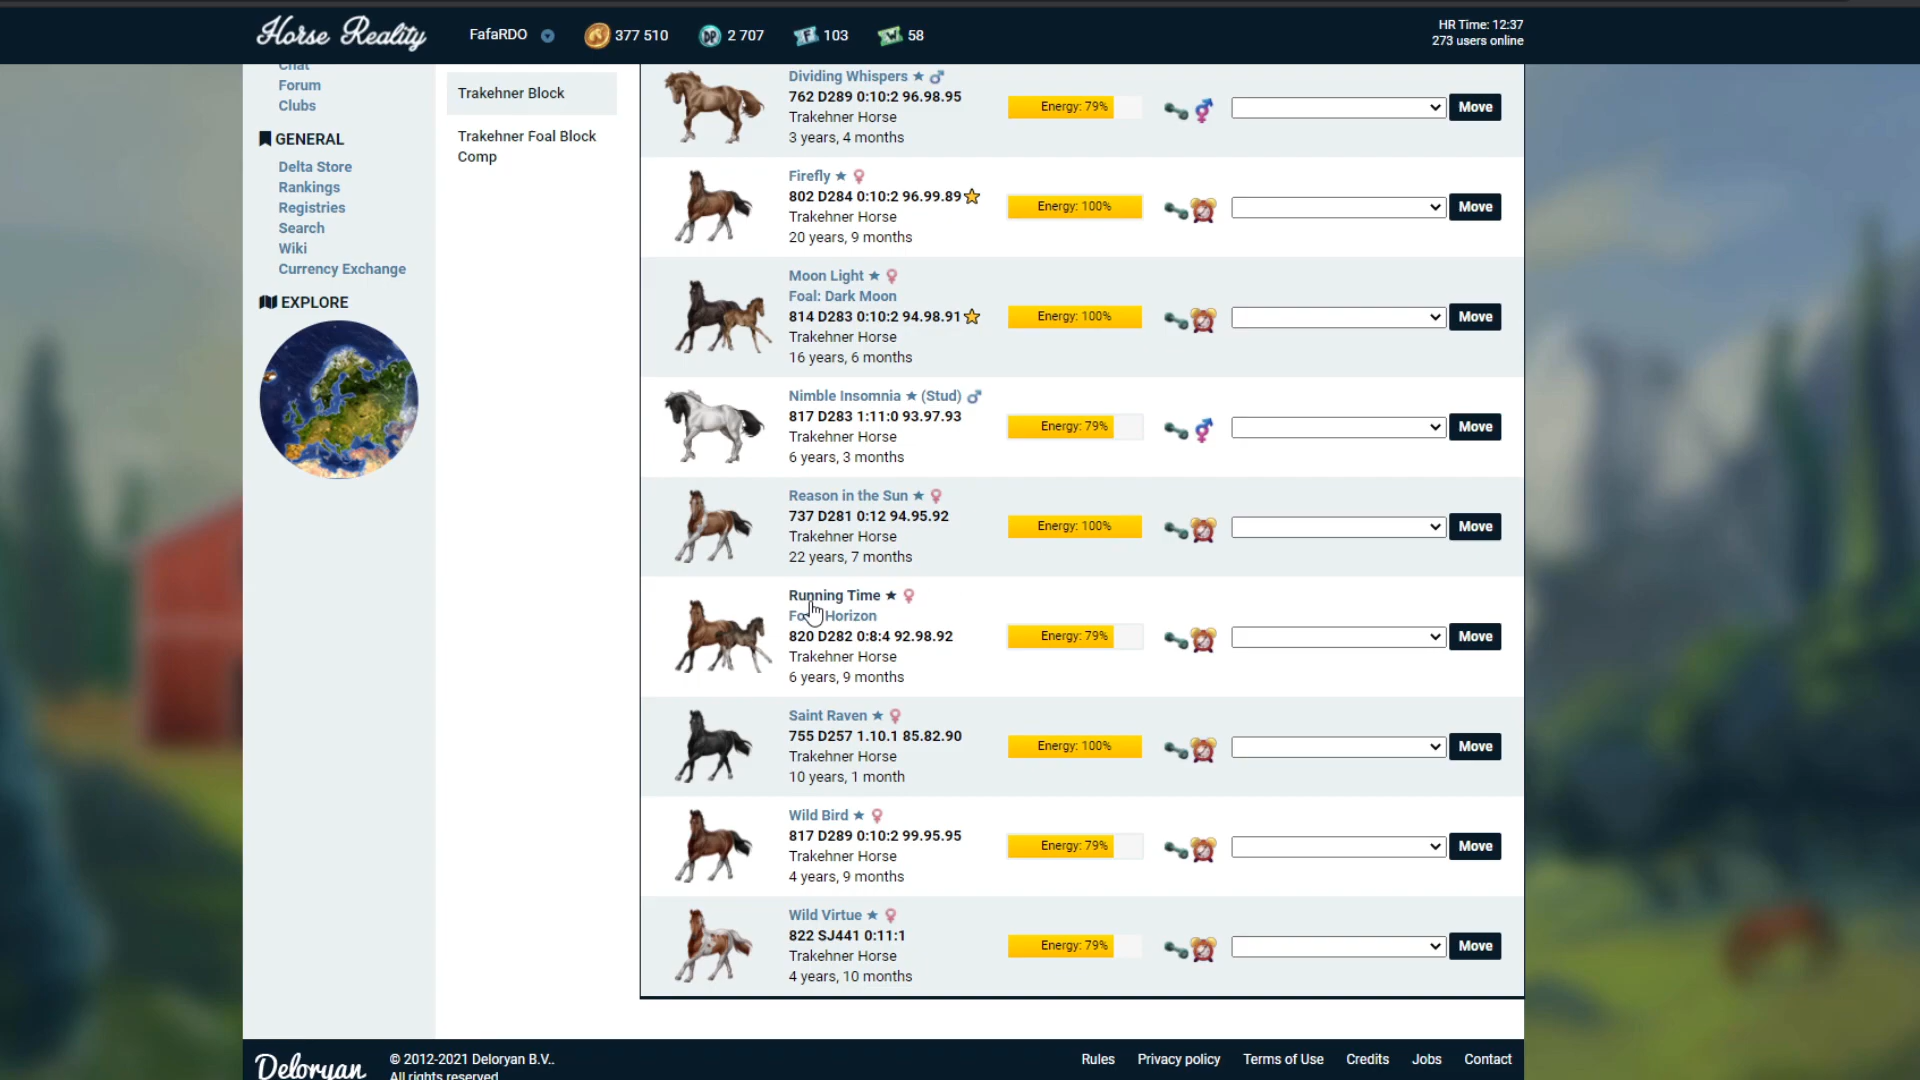 Horse Reality
FafaRDO
377 510
DP
2 707
F
103
W
58
HR Time: 12:37
273 users online
Chat
Forum
Clubs
GENERAL
Delta Store
Rankings
Registries
Search
Wiki
Currency Exchange
EXPLORE
Trakehner Block
Trakehner Foal Block
Comp
Dividing Whispers ★ ♂
762 D289 0:10:2 96.98.95
Trakehner Horse
3 years, 4 months
Energy: 79%
Move
Firefly ★ ♀
802 D284 0:10:2 96.99.89
Trakehner Horse
20 years, 9 months
Energy: 100%
Move
Moon Light ★ ♀
Foal: Dark Moon
814 D283 0:10:2 94.98.91
Trakehner Horse
16 years, 6 months
Energy: 100%
Move
Nimble Insomnia ★ (Stud) ♂
817 D283 1:11:0 93.97.93
Trakehner Horse
6 years, 3 months
Energy: 79%
Move
Reason in the Sun ★ ♀
737 D281 0:12 94.95.92
Trakehner Horse
22 years, 7 months
Energy: 100%
Move
Running Time ★ ♀
Horizon
820 D282 0:8:4 92.98.92
Trakehner Horse
6 years, 9 months
Energy: 79%
Move
Saint Raven ★ ♀
755 D257 1.10.1 85.82.90
Trakehner Horse
10 years, 1 month
Energy: 100%
Move
Wild Bird ★ ♀
817 D289 0:10:2 99.95.95
Trakehner Horse
4 years, 9 months
Energy: 79%
Move
Wild Virtue ★ ♀
822 SJ441 0:11:1
Trakehner Horse
4 years, 10 months
Energy: 79%
Move
Deloryan
© 2012-2021 Deloryan B.V..
All rights reserved
Rules
Privacy policy
Terms of Use
Credits
Jobs
Contact